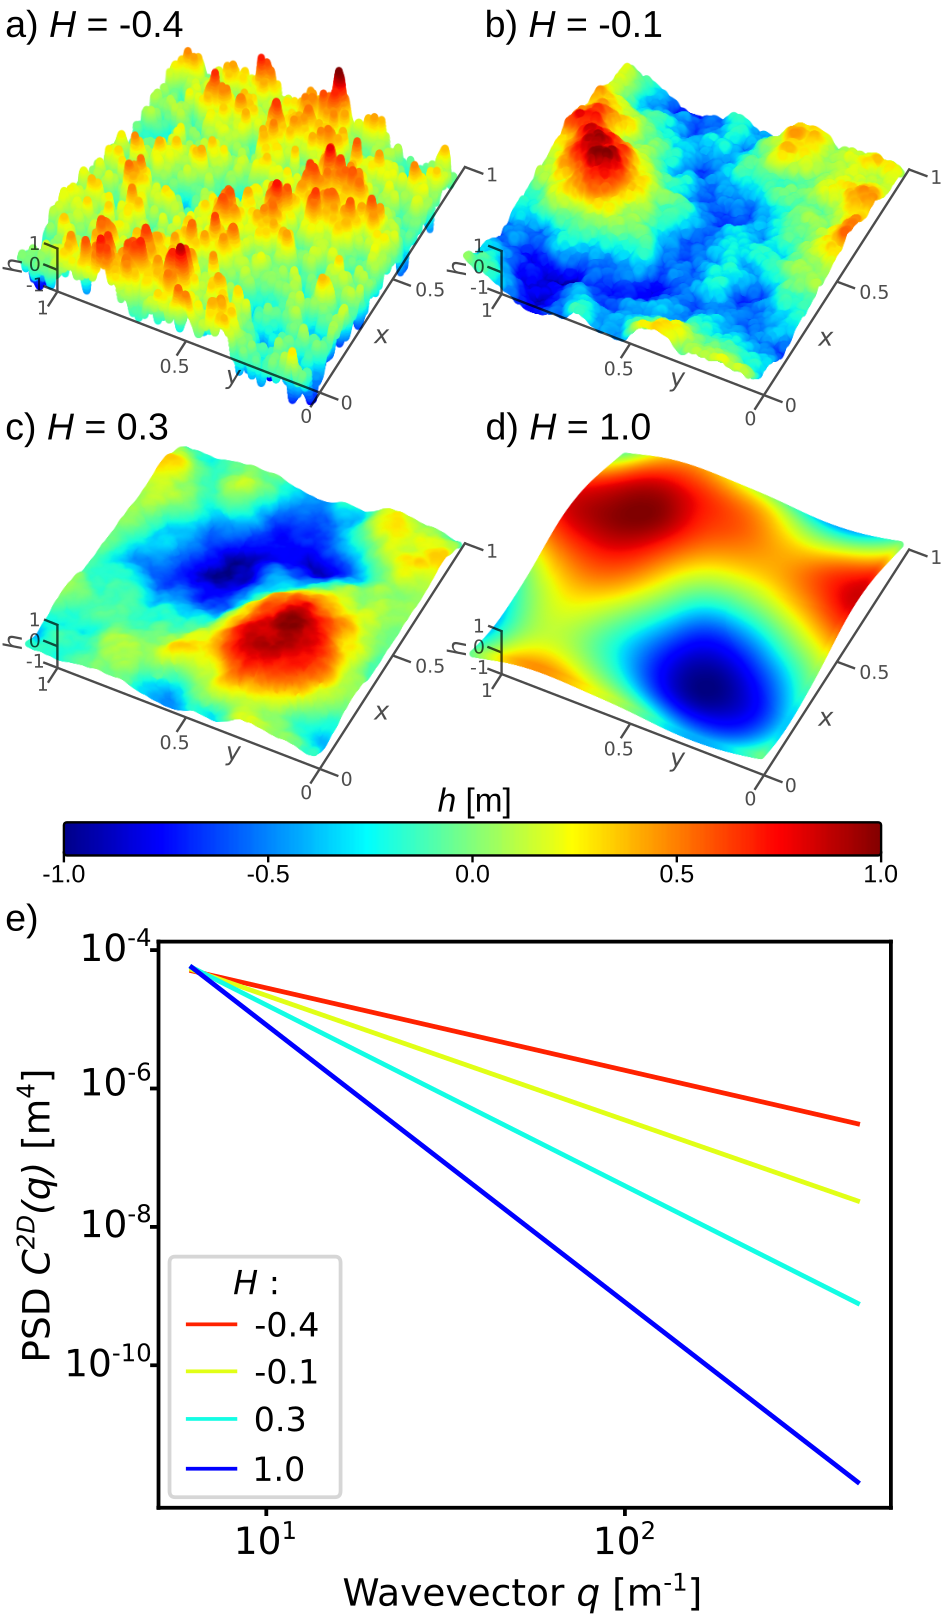 a) H = -0.4
b) H = -0.1
h
1
0
-1
1
0.5
y
0
0
x
0.5
1
h
1
0
-1
1
0.5
y
0
0
x
0.5
1
c) H = 0.3
d) H = 1.0
h
1
0
-1
1
0.5
y
0
0
x
0.5
1
h
1
0
-1
1
0.5
y
0
0
x
0.5
1
h [m]
-1.0 -0.5 0.0 0.5 1.0
e)
10⁻⁴
10⁻⁶
10⁻⁸
10⁻¹⁰
PSD C²ᴰ(q) [m⁴]
H :
-0.4
-0.1
0.3
1.0
10¹ 10²
Wavevector q [m⁻¹]